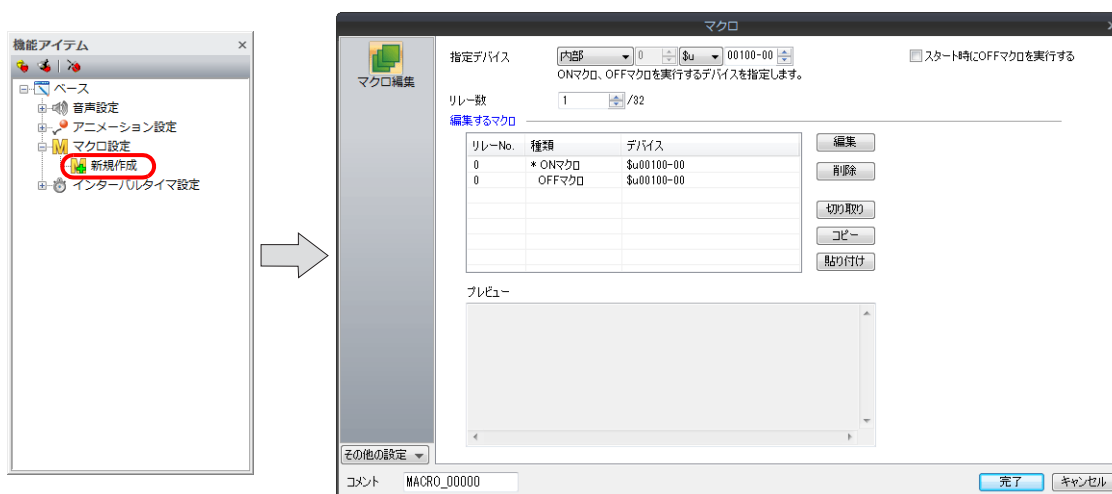 機能アイテム
ベース
音声設定
アニメーション設定
マクロ設定
新規作成
インターバルタイマ設定
マクロ
マクロ編集
指定デバイス 内部 0 $u 00100-00 スタート時にOFFマクロを実行する
ONマクロ、OFFマクロを実行するデバイスを指定します。
リレー数 1 /32
編集するマクロ
リレーNo. 種類 デバイス
0 * ONマクロ $u00100-00
0 OFFマクロ $u00100-00
編集
削除
切り取り
コピー
貼り付け
プレビュー
その他の設定
コメント MACRO_00000
完了 キャンセル